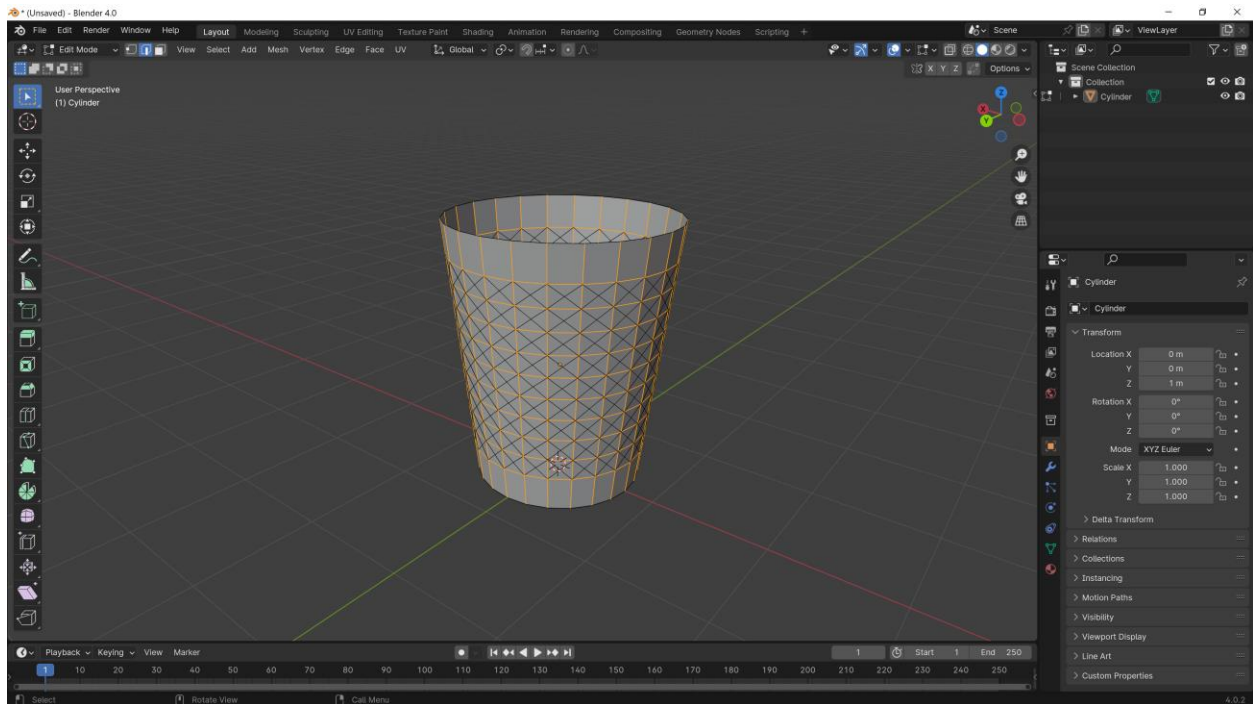 * (Unsaved) - Blender 4.0
File Edit Render Window Help Layout Modeling Sculpting UV Editing Texture Paint Shading Animation Rendering Compositing Geometry Nodes Scripting + Scene ViewLayer
Edit Mode View Select Add Mesh Vertex Edge Face UV Global
X Y Z Options
User Perspective
(1) Cylinder
Z
X
Y
Scene Collection
Collection
Cylinder
Cylinder
Cylinder
Transform
Location X 0 m
Y 0 m
Z 1 m
Rotation X 0°
Y 0°
Z 0°
Mode XYZ Euler
Scale X 1.000
Y 1.000
Z 1.000
Delta Transform
Relations
Collections
Instancing
Motion Paths
Visibility
Viewport Display
Line Art
Custom Properties
Playback Keying View Marker 1 Start 1 End 250
1 10 20 30 40 50 60 70 80 90 100 110 120 130 140 150 160 170 180 190 200 210 220 230 240 250
Select Rotate View Call Menu 4.0.2